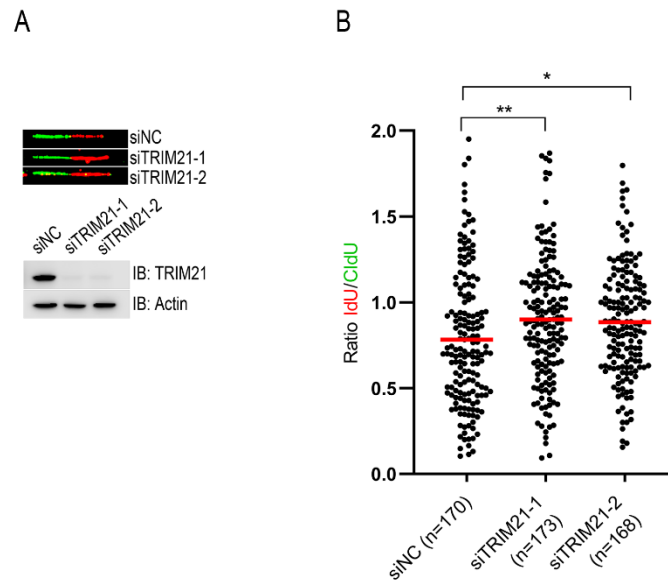 A
B
siNC
siTRIM21-1
siTRIM21-2
siNC
siTRIM21-1
siTRIM21-2
IB: TRIM21
IB: Actin
*
**
Ratio IdU/CldU
2.0
1.5
1.0
0.5
0.0
siNC (n=170)
siTRIM21-1
(n=173)
siTRIM21-2
(n=168)